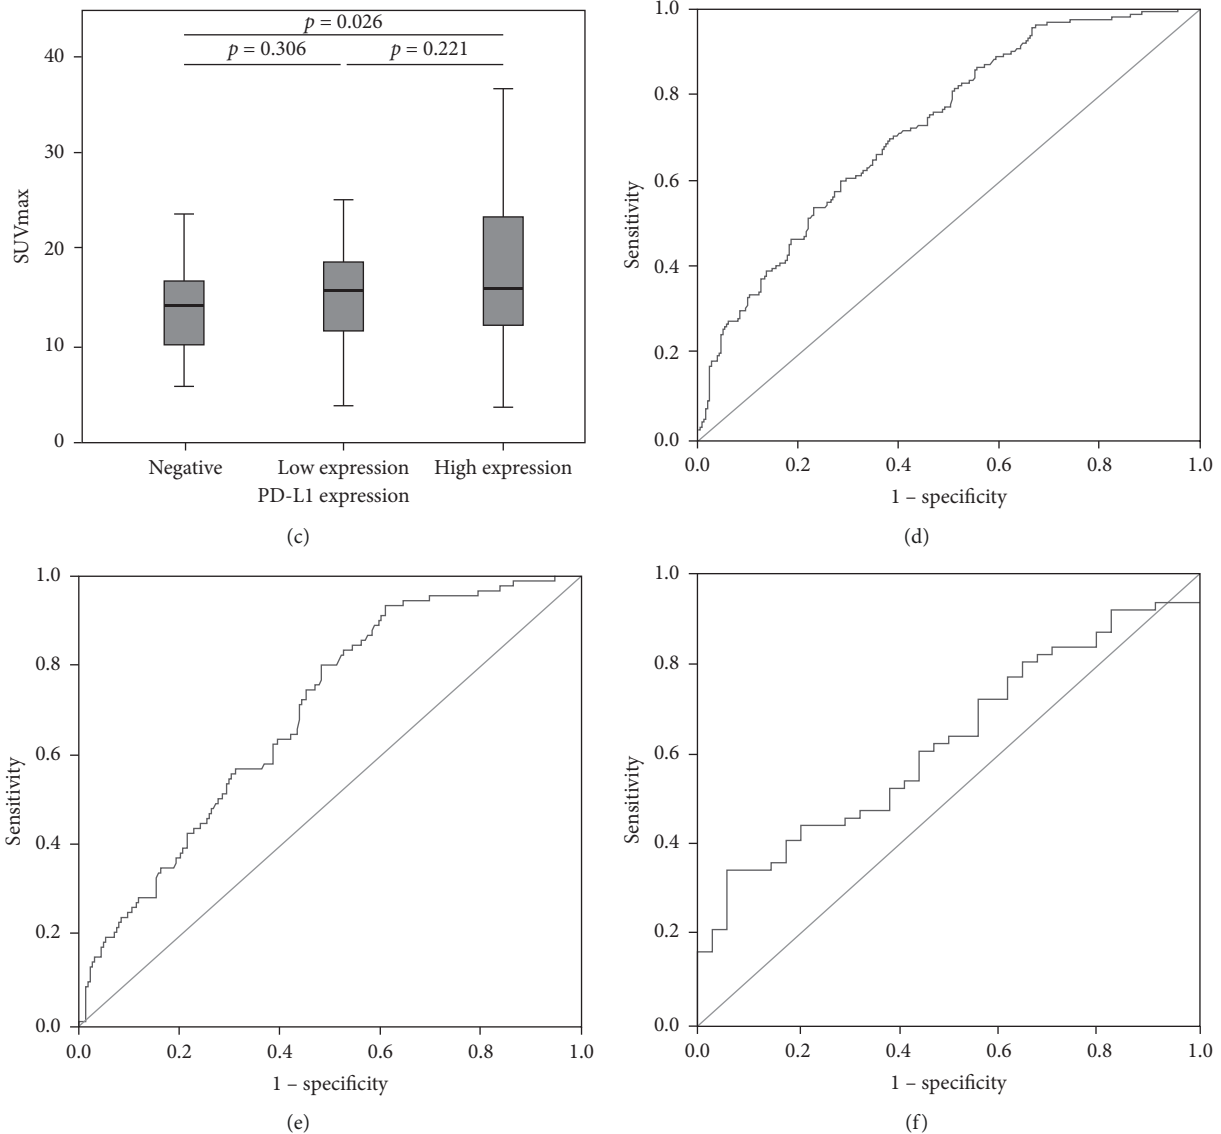 p = 0.026
p = 0.306
p = 0.221
40
30
20
10
0
SUVmax
Negative
Low expression
High expression
PD-L1 expression
(c)
1.0
0.8
0.6
0.4
0.2
0.0
Sensitivity
0.0 0.2 0.4 0.6 0.8 1.0
1 – specificity
(d)
1.0
0.8
0.6
0.4
0.2
0.0
Sensitivity
0.0 0.2 0.4 0.6 0.8 1.0
1 – specificity
(e)
1.0
0.8
0.6
0.4
0.2
0.0
Sensitivity
0.0 0.2 0.4 0.6 0.8 1.0
1 – specificity
(f)